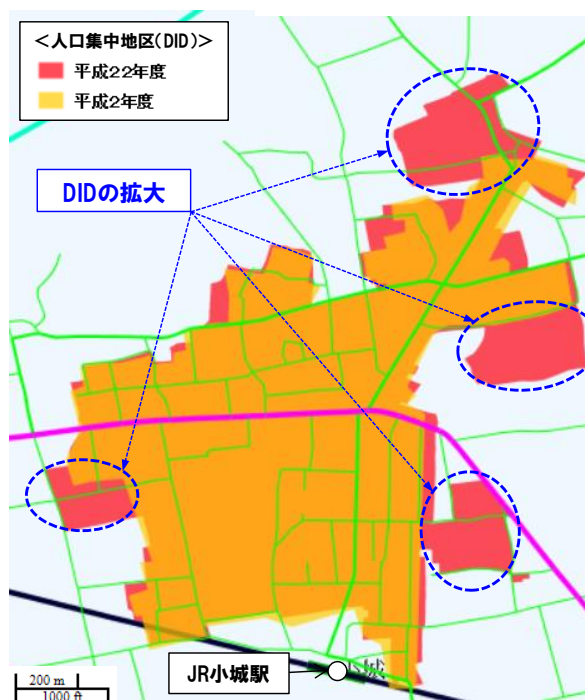 ＜人口集中地区(DID)＞
平成22年度
平成2年度
DIDの拡大
JR小城駅
城
200 m
1000 ft